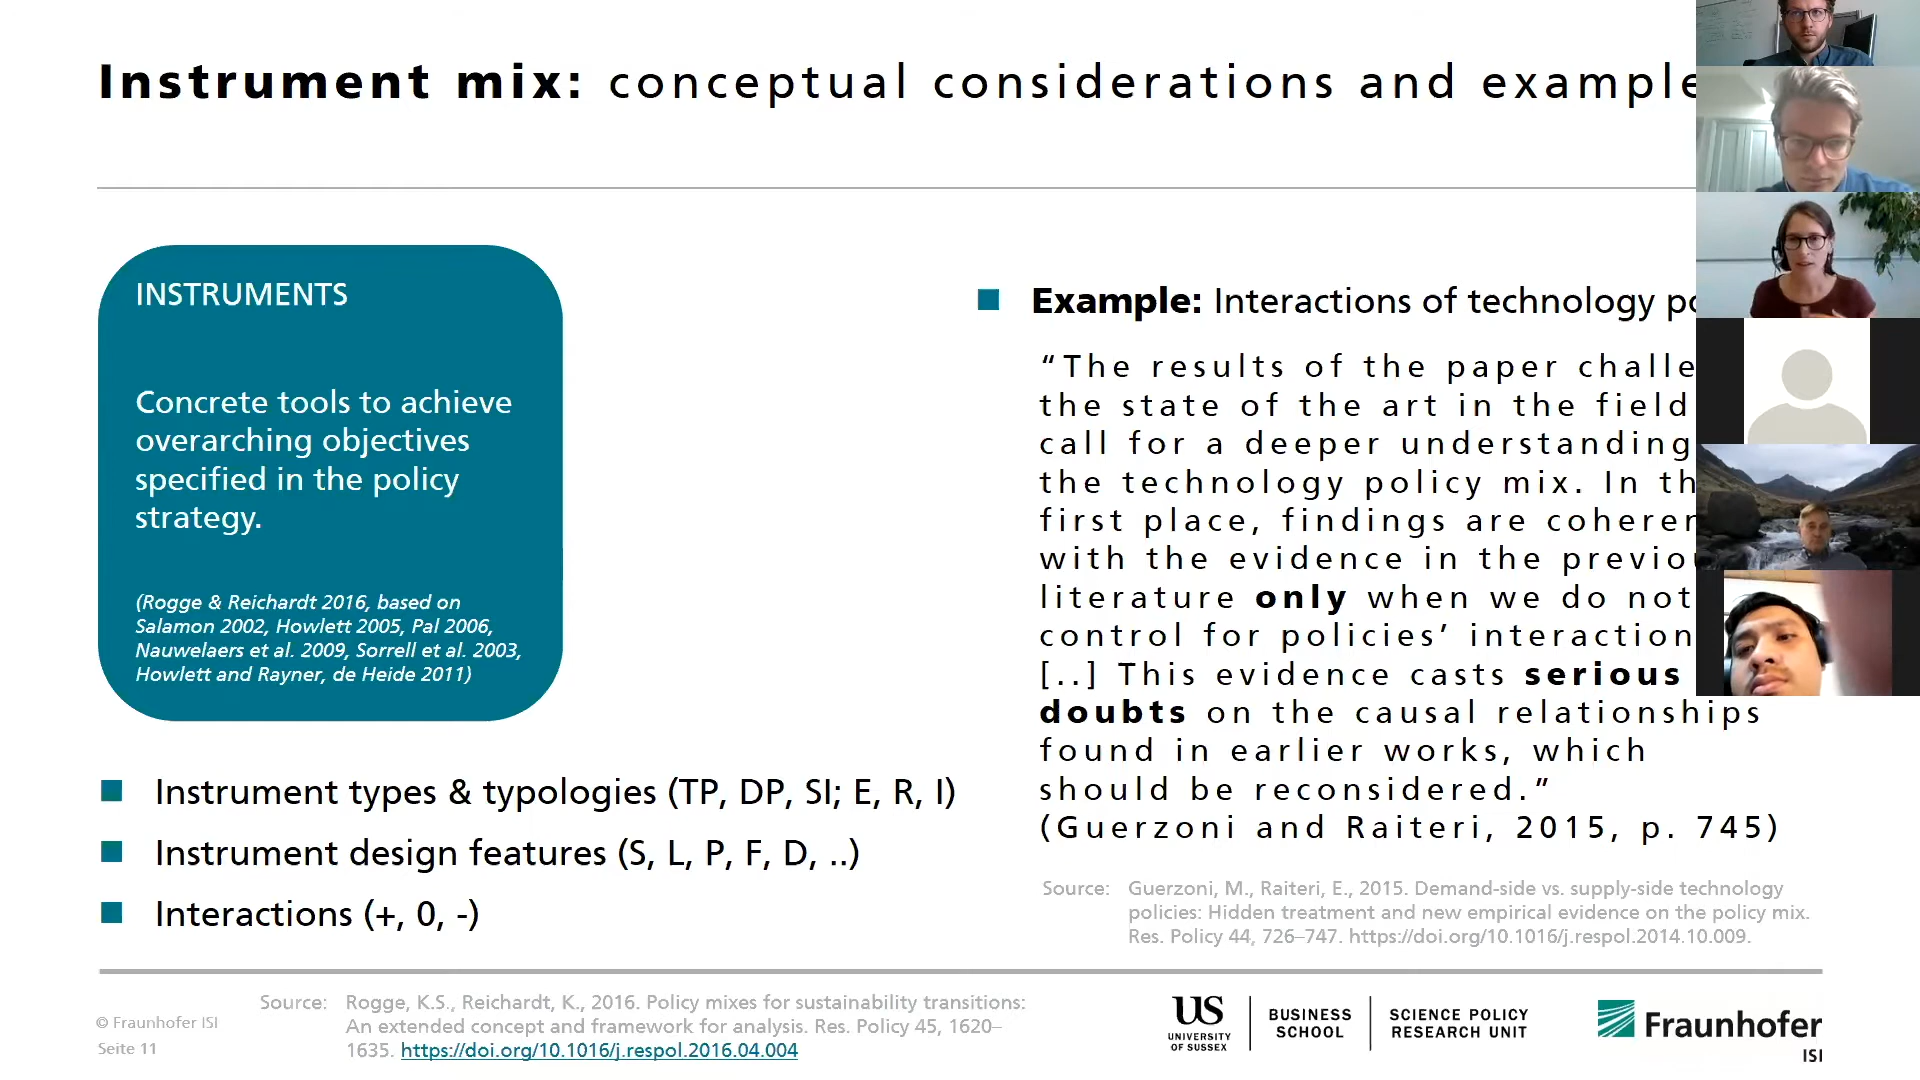 Instrument mix: conceptual considerations and example
INSTRUMENTS
Concrete tools to achieve
overarching objectives
specified in the policy
strategy.
(Rogge & Reichardt 2016, based on
Salamon 2002, Howlett 2005, Pal 2006,
Nauwelaers et al. 2009, Sorrell et al. 2003,
Howlett and Rayner, de Heide 2011)
Instrument types & typologies (TP, DP, SI; E, R, I)
Instrument design features (S, L, P, F, D, ..)
Interactions (+, 0, -)
Example: Interactions of technology po
“The results of the paper challe
the state of the art in the field
call for a deeper understanding
the technology policy mix. In th
first place, findings are coheren
with the evidence in the previou
literature only when we do not
control for policies’ interaction
[..] This evidence casts serious
doubts on the causal relationships
found in earlier works, which
should be reconsidered.”
(Guerzoni and Raiteri, 2015, p. 745)
Source: Guerzoni, M., Raiteri, E., 2015. Demand-side vs. supply-side technology
policies: Hidden treatment and new empirical evidence on the policy mix.
Res. Policy 44, 726–747. https://doi.org/10.1016/j.respol.2014.10.009.
© Fraunhofer ISI
Seite 11
Source: Rogge, K.S., Reichardt, K., 2016. Policy mixes for sustainability transitions:
An extended concept and framework for analysis. Res. Policy 45, 1620–
1635. https://doi.org/10.1016/j.respol.2016.04.004
US
UNIVERSITY
OF SUSSEX
BUSINESS
SCHOOL
SCIENCE POLICY
RESEARCH UNIT
Fraunhofer
ISI